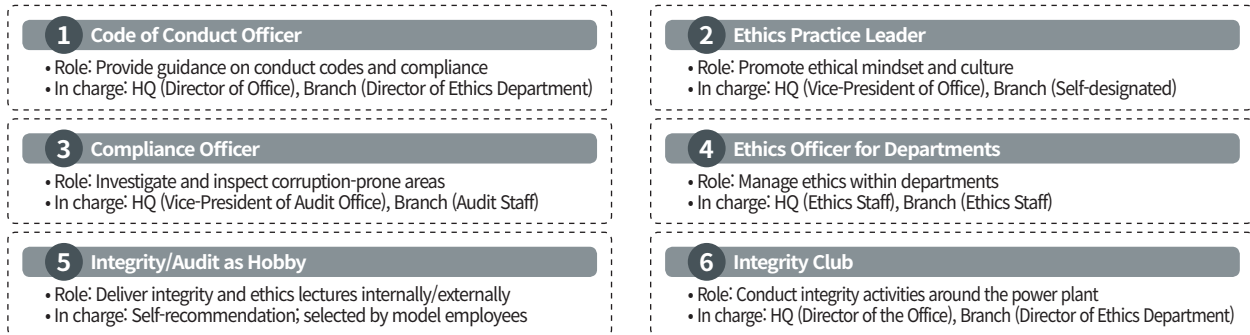 1 Code of Conduct Officer
• Role: Provide guidance on conduct codes and compliance
• In charge: HQ (Director of Office), Branch (Director of Ethics Department)
2 Ethics Practice Leader
• Role: Promote ethical mindset and culture
• In charge: HQ (Vice-President of Office), Branch (Self-designated)
3 Compliance Officer
• Role: Investigate and inspect corruption-prone areas
• In charge: HQ (Vice-President of Audit Office), Branch (Audit Staff)
4 Ethics Officer for Departments
• Role: Manage ethics within departments
• In charge: HQ (Ethics Staff), Branch (Ethics Staff)
5 Integrity/Audit as Hobby
• Role: Deliver integrity and ethics lectures internally/externally
• In charge: Self-recommendation; selected by model employees
6 Integrity Club
• Role: Conduct integrity activities around the power plant
• In charge: HQ (Director of the Office), Branch (Director of Ethics Department)